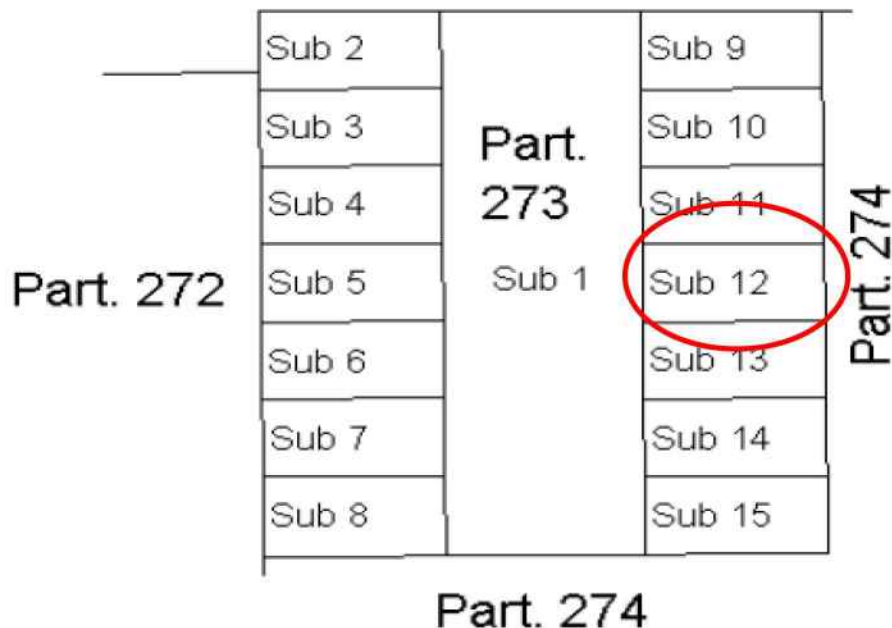 Sub 2
Sub 9
Sub 3
Part.
273
Sub 10
Sub 4
Sub 11
Part. 272
Sub 5
Sub 1
Sub 12
Part. 274
Sub 6
Sub 13
Sub 7
Sub 14
Sub 8
Sub 15
Part. 274